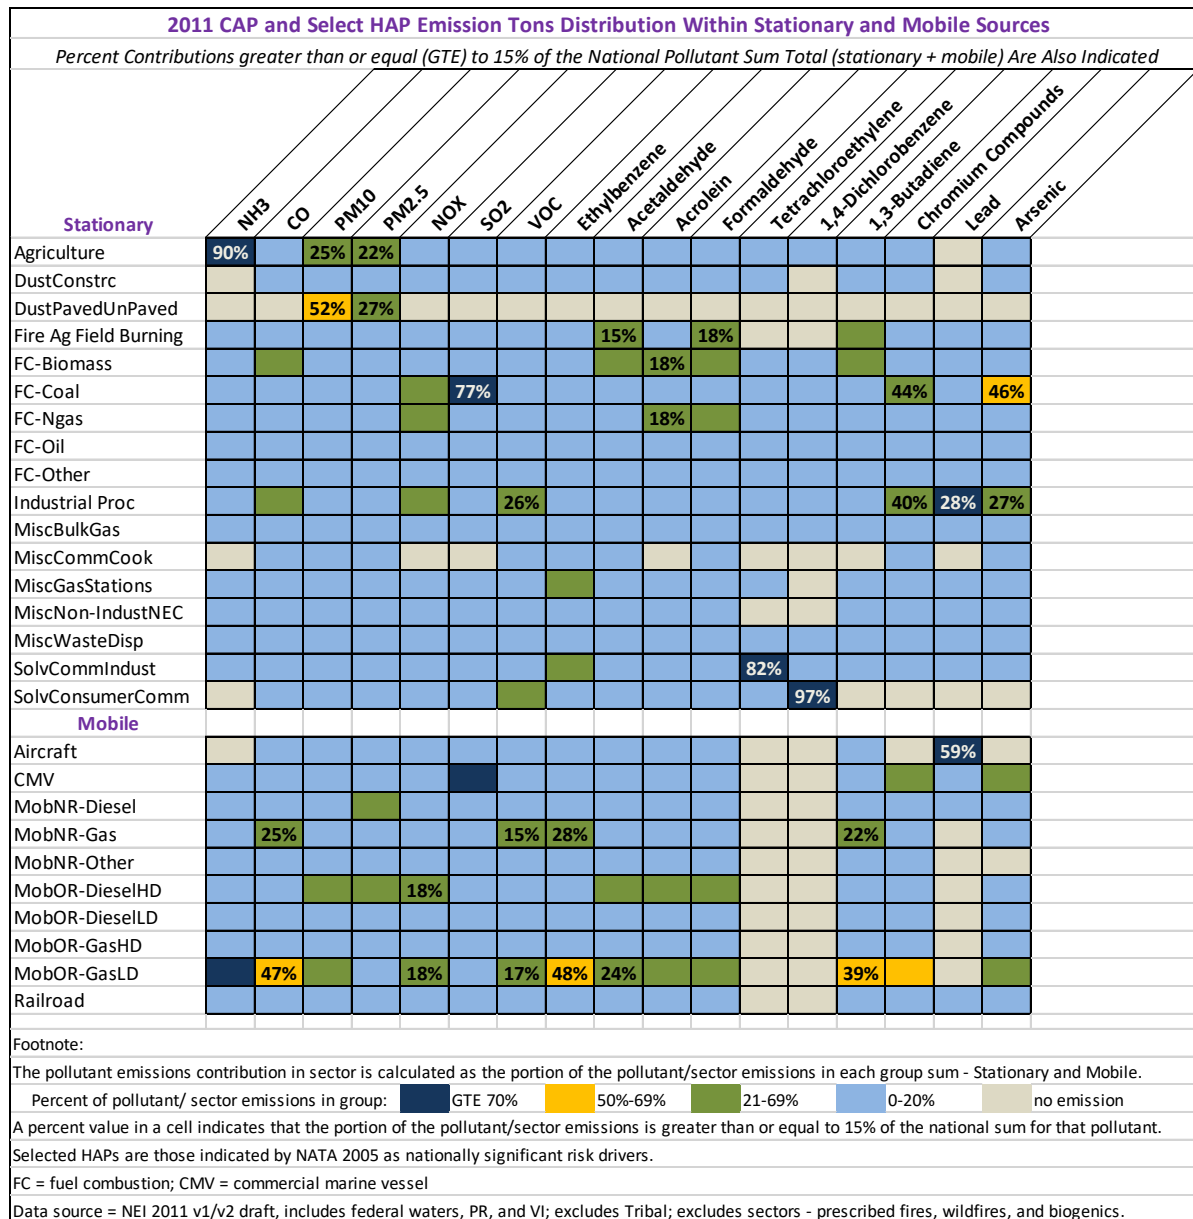 2011 CAP and Select HAP Emission Tons Distribution Within Stationary and Mobile Sources
Percent Contributions greater than or equal (GTE) to 15% of the National Pollutant Sum Total (stationary + mobile) Are Also Indicated
Stationary NH3 CO PM10 PM2.5 NOX SO2 VOC Ethylbenzene Acetaldehyde Acrolein Formaldehyde Tetrachloroethylene 1,4-Dichlorobenzene 1,3-Butadiene Chromium Compounds Lead Arsenic
Agriculture 90% 25% 22%
DustConstrc
DustPavedUnPaved 52% 27%
Fire Ag Field Burning 15% 18%
FC-Biomass 18%
FC-Coal 77% 44% 46%
FC-Ngas 18%
FC-Oil
FC-Other
Industrial Proc 26% 40% 28% 27%
MiscBulkGas
MiscCommCook
MiscGasStations
MiscNon-IndustNEC
MiscWasteDisp
SolvCommIndust 82%
SolvConsumerComm 97%
Mobile
Aircraft 59%
CMV
MobNR-Diesel
MobNR-Gas 25% 15% 28% 22%
MobNR-Other
MobOR-DieselHD 18%
MobOR-DieselLD
MobOR-GasHD
MobOR-GasLD 47% 18% 17% 48% 24% 39%
Railroad
Footnote:
The pollutant emissions contribution in sector is calculated as the portion of the pollutant/sector emissions in each group sum - Stationary and Mobile.
Percent of pollutant/ sector emissions in group: GTE 70% 50%-69% 21-69% 0-20% no emission
A percent value in a cell indicates that the portion of the pollutant/sector emissions is greater than or equal to 15% of the national sum for that pollutant.
Selected HAPs are those indicated by NATA 2005 as nationally significant risk drivers.
FC = fuel combustion; CMV = commercial marine vessel
Data source = NEI 2011 v1/v2 draft, includes federal waters, PR, and VI; excludes Tribal; excludes sectors - prescribed fires, wildfires, and biogenics.